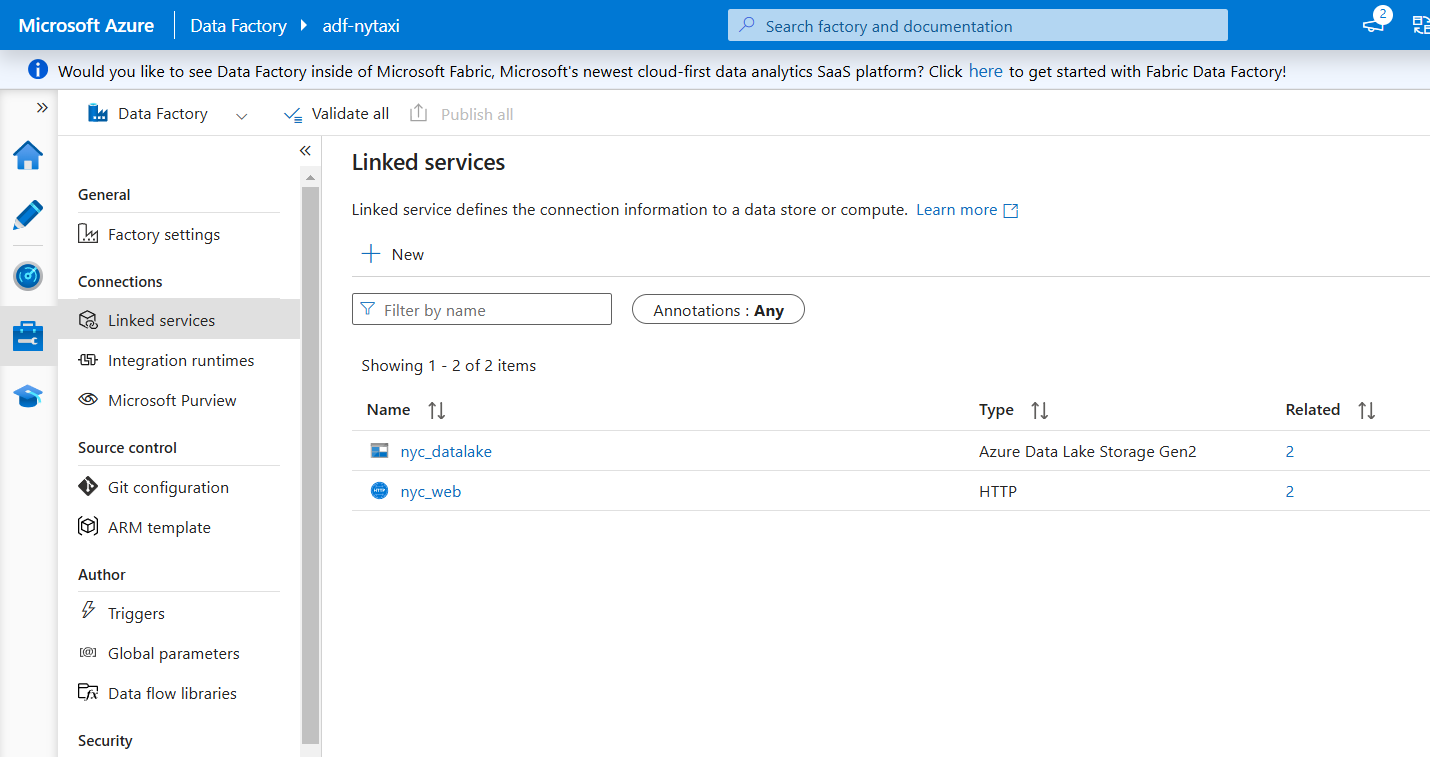 Microsoft Azure Data Factory adf-nytaxi Search factory and documentation 2
Would you like to see Data Factory inside of Microsoft Fabric, Microsoft's newest cloud-first data analytics SaaS platform? Click here to get started with Fabric Data Factory!
Data Factory Validate all Publish all
General
Factory settings
Connections
Linked services
Integration runtimes
Microsoft Purview
Source control
Git configuration
ARM template
Author
Triggers
Global parameters
Data flow libraries
Security
Linked services
Linked service defines the connection information to a data store or compute. Learn more
New
Filter by name Annotations : Any
Showing 1 - 2 of 2 items
Name Type Related
nyc_datalake Azure Data Lake Storage Gen2 2
HTTP nyc_web HTTP 2